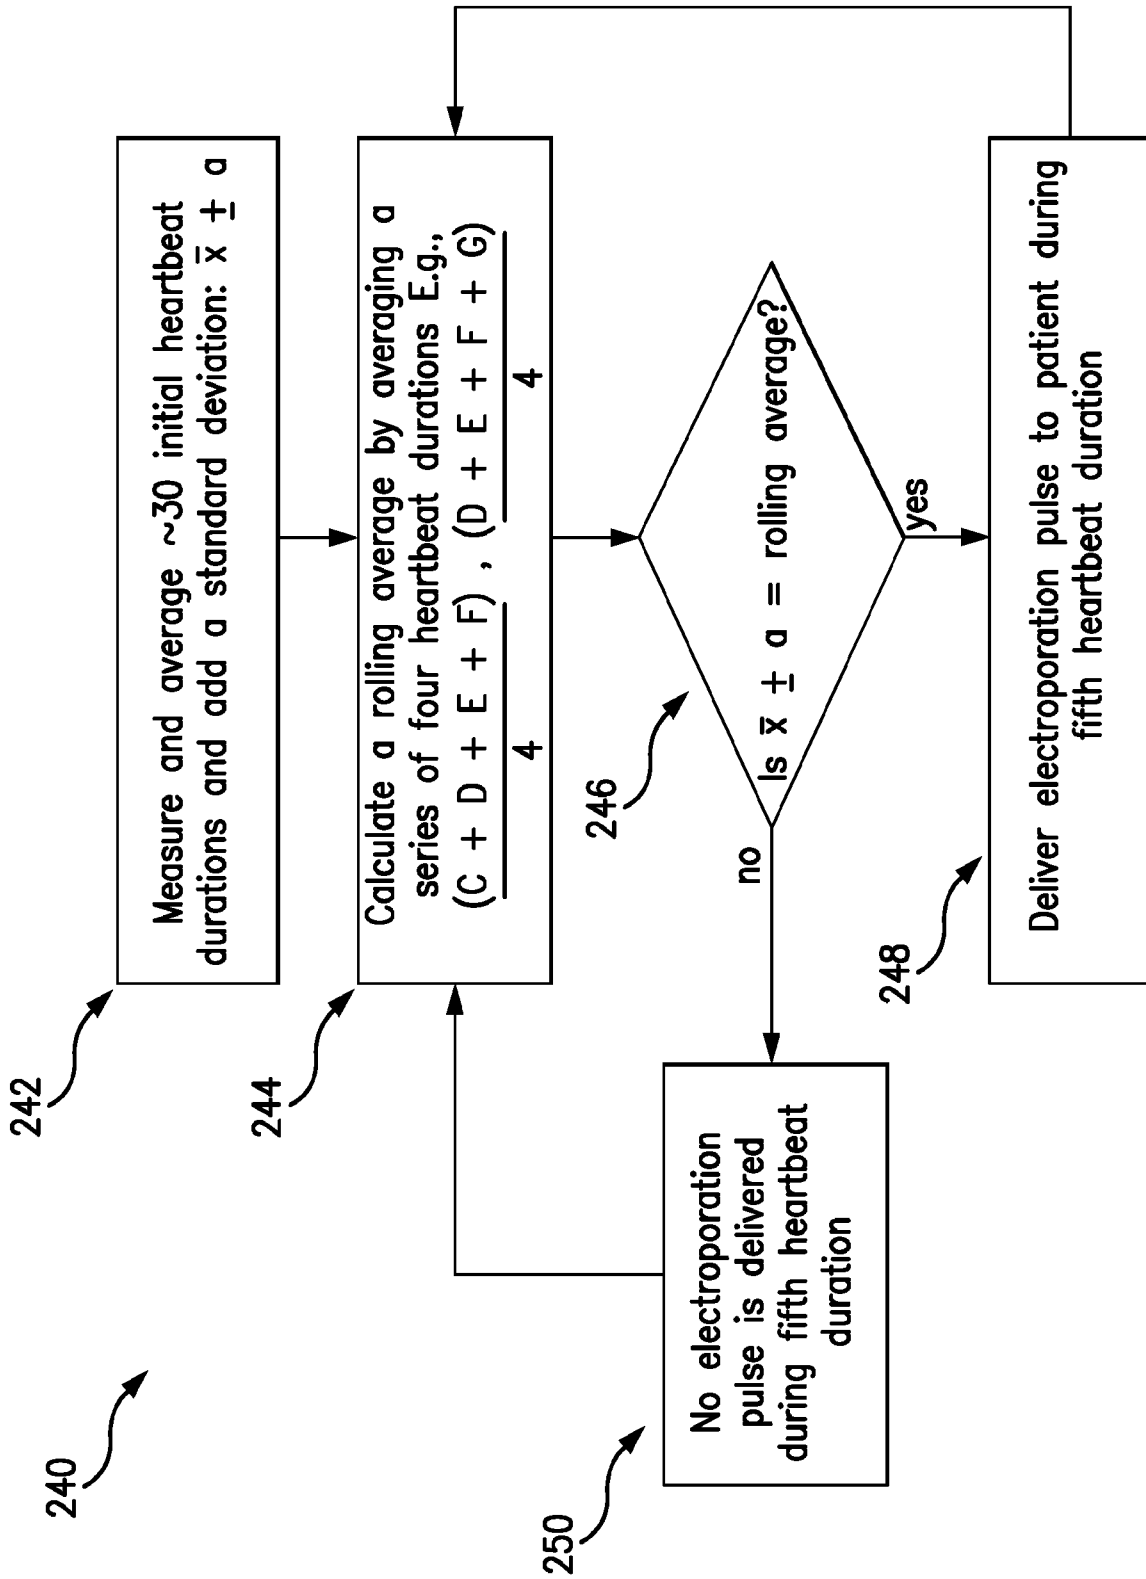 240
242
Measure and average ~30 initial heartbeat
durations and add a standard deviation: x̅ ± a
244
Calculate a rolling average by averaging a
series of four heartbeat durations E.g.,
(C + D + E + F) , (D + E + F + G)
4 4
246
Is x̅ ± a = rolling average?
no
yes
250
No electroporation
pulse is delivered
during fifth heartbeat
duration
248
Deliver electroporation pulse to patient during
fifth heartbeat duration